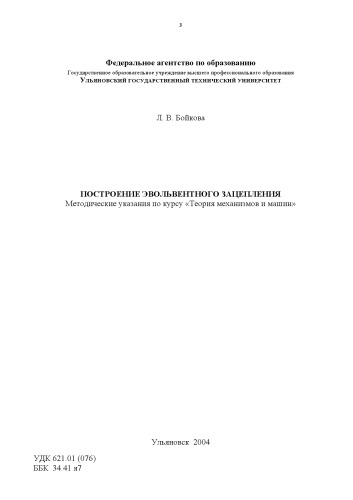 3
Федеральное агентство по образованию
Государственное образовательное учреждение высшего профессионального образования
УЛЬЯНОВСКИЙ ГОСУДАРСТВЕННЫЙ ТЕХНИЧЕСКИЙ УНИВЕРСИТЕТ
Л. В. Бойкова
ПОСТРОЕНИЕ ЭВОЛЬВЕНТНОГО ЗАЦЕПЛЕНИЯ
Методические указания по курсу «Теория механизмов и машин»
Ульяновск 2004
УДК 621.01 (076)
ББК 34.41 я7